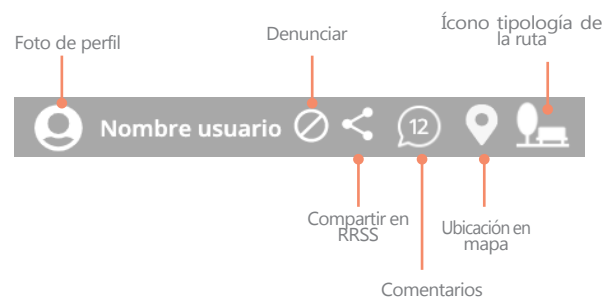 Foto de perfil
Denunciar
Ícono tipología de
la ruta
Nombre usuario
12
Compartir en
RRSS
Ubicación en
mapa
Comentarios